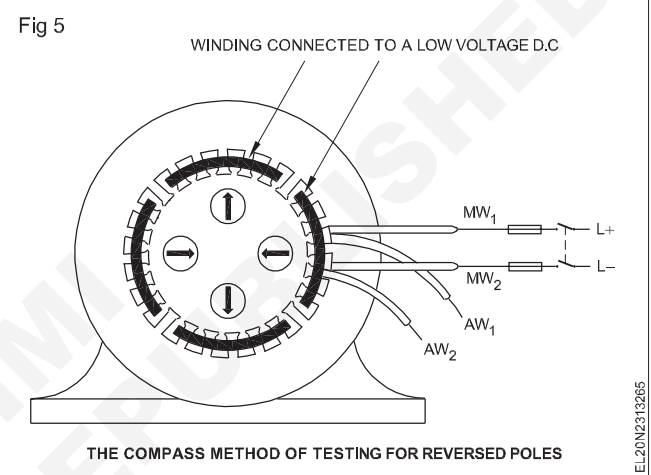 Fig 5
WINDING CONNECTED TO A LOW VOLTAGE D.C
MW1
L+
L–
MW2
AW1
AW2
THE COMPASS METHOD OF TESTING FOR REVERSED POLES
EL20N2313265